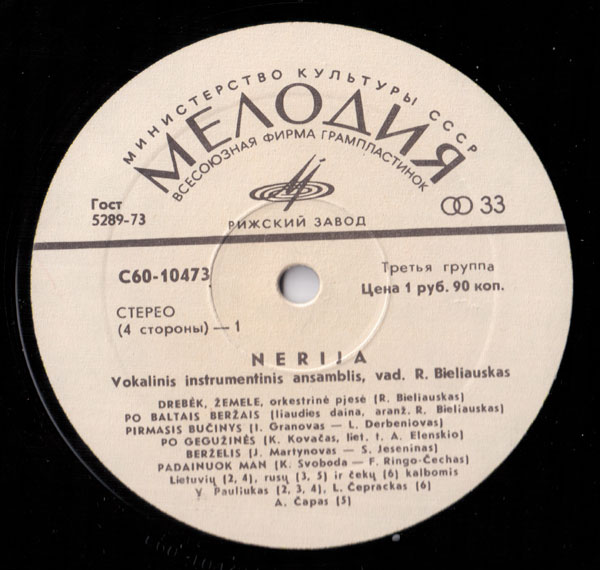 МИНИСТЕРСТВО КУЛЬТУРЫ СССР
МЕЛОДИЯ
ВСЕСОЮЗНАЯ ФИРМА ГРАМПЛАСТИНОК
Гост
5289-73
33
РИЖСКИЙ ЗАВОД
С60-10473
Третья группа
Цена 1 руб. 90 коп.
СТЕРЕО
(4 стороны) — 1
NERIJA
Vokalinis instrumentinis ansamblis, vad. R. Bieliauskas
DREBĖK, ŽEMELE, orkestrinė pjesė (R. Bieliauskas)
PO BALTAIS BERŽAIS (liaudies daina, aranž. R. Bieliauskas)
PIRMASIS BUČINYS (I. Granovas — L. Derbeniovas)
PO GEGUŽINĖS (K. Kovačas, liet. t. A. Elenskio)
BERŽELIS (J. Martynovas — S. Jeseninas)
PADAINUOK MAN (K. Svoboda — F. Ringo-Čechas)
Lietuvių (2, 4), rusų (3, 5) ir čekų (6) kalbomis
V. Pauliukas (2, 3, 4), L. Čeprackas (6)
A. Čapas (5)